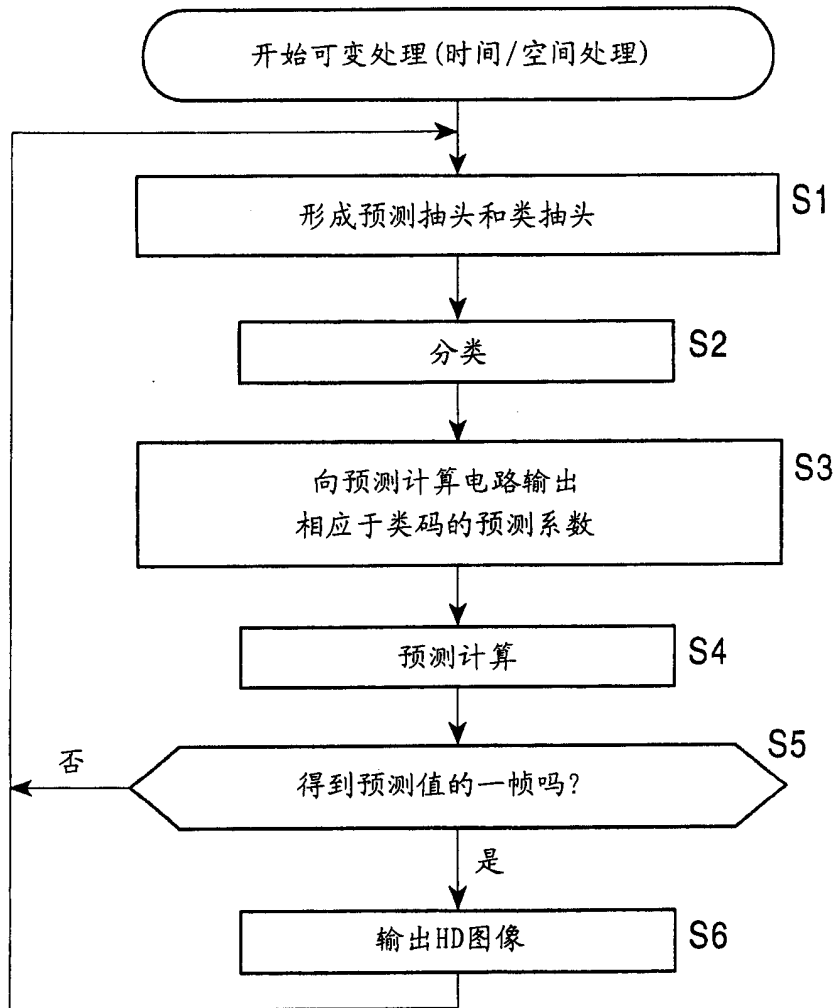 开始可变处理(时间/空间处理)
形成预测抽头和类抽头
S1
分类
S2
向预测计算电路输出
相应于类码的预测系数
S3
预测计算
S4
得到预测值的一帧吗?
S5
否
是
输出HD图像
S6